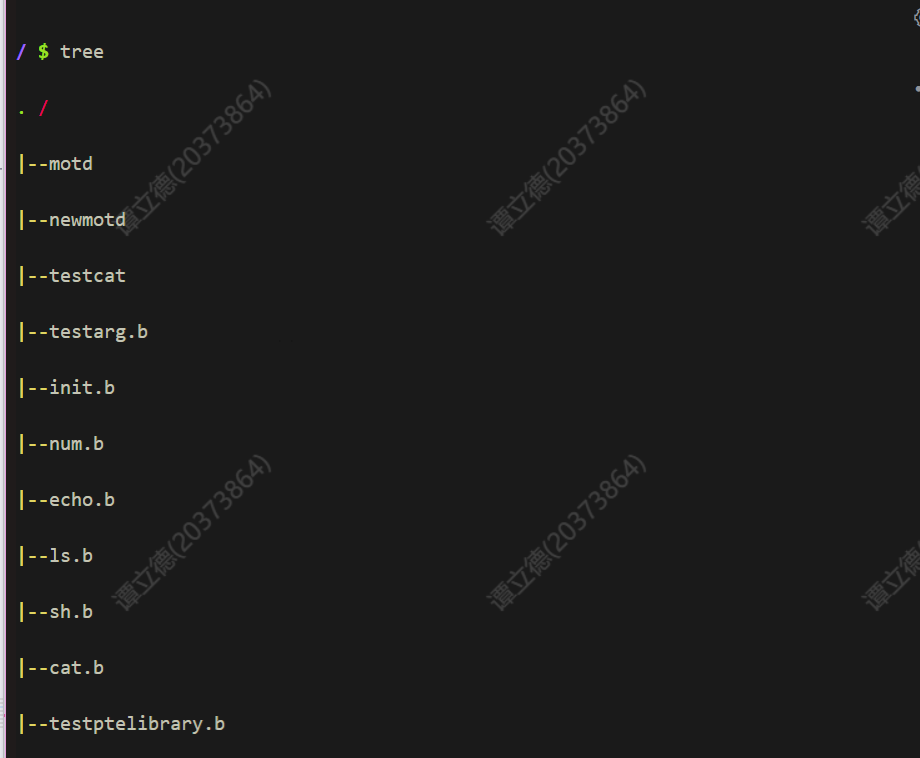 / $ tree
. /
|--motd
|--newmotd
|--testcat
|--testarg.b
|--init.b
|--num.b
|--echo.b
|--ls.b
|--sh.b
|--cat.b
|--testptelibrary.b
谭立德(20373864)
谭立德(20373864)
谭立德
谭立德(20373864)
谭立德(20373864)
谭立德